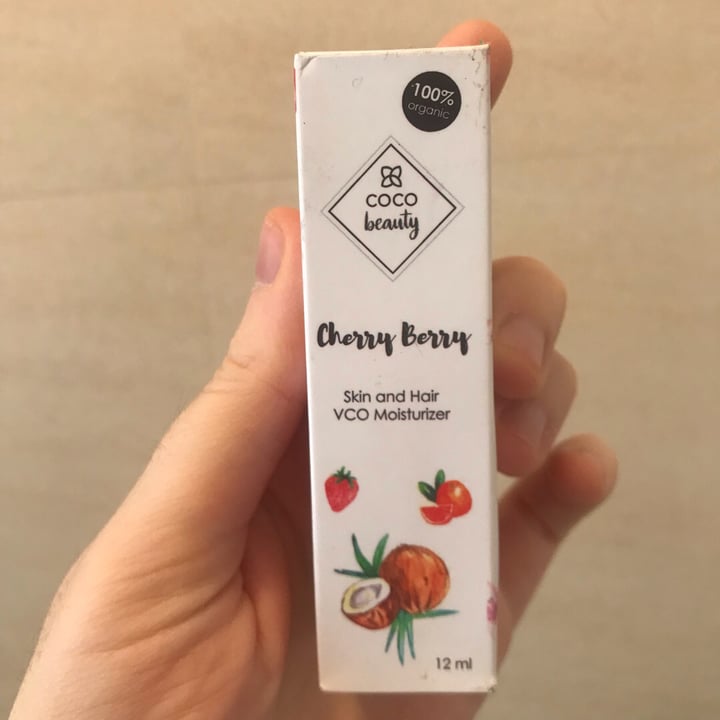 100%
organic
COCO
beauty
Cherry Berry
Skin and Hair
VCO Moisturizer
12 ml